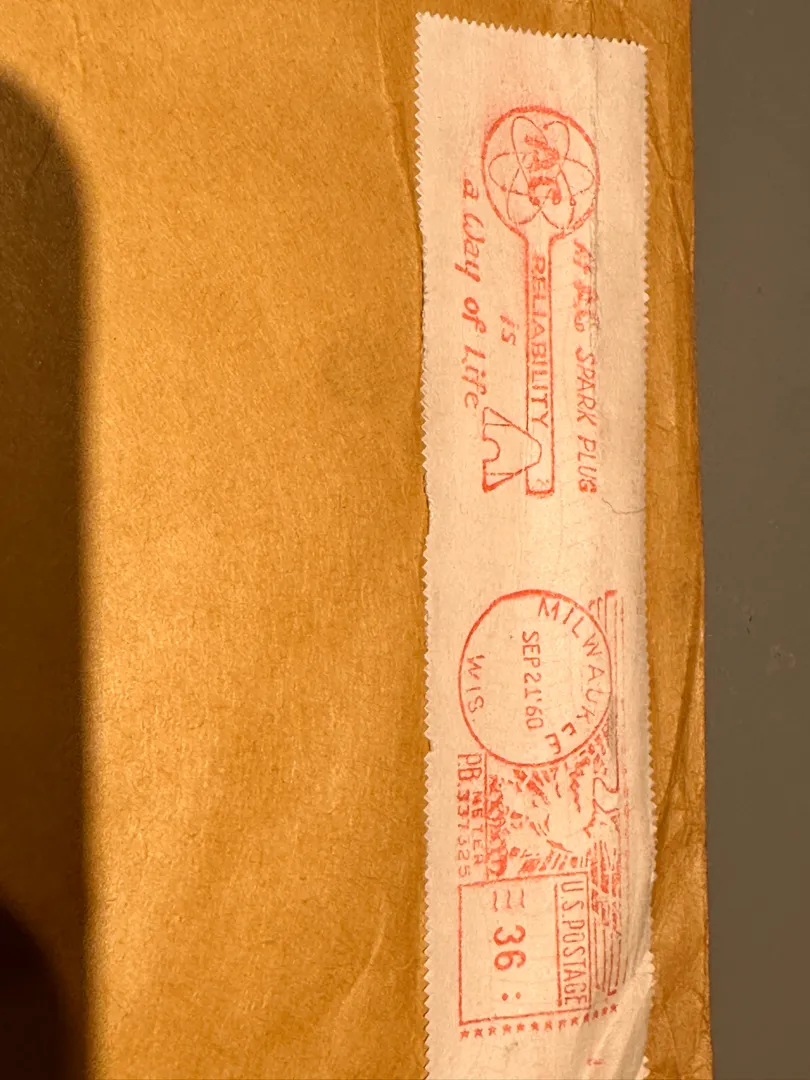 AT AC SPARK PLUG
AC
RELIABILITY
is
a Way of Life
MILWAUKEE
SEP 21 '60
WIS.
P.B. METER
337325
U.S. POSTAGE
36